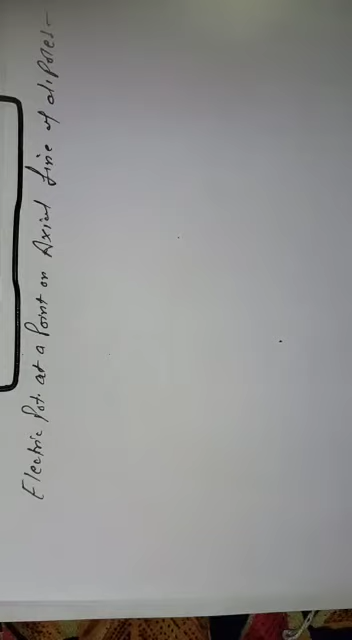 Electric Pot. at a Point on Axial line of dipoles-